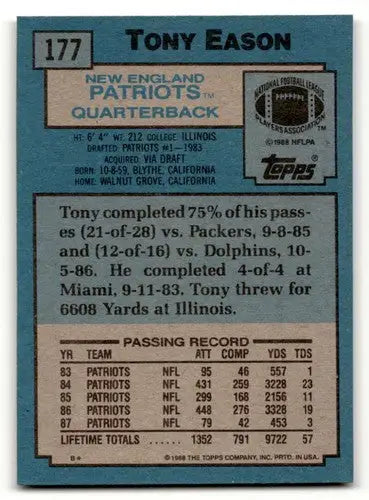 177 TONY EASON
NEW ENGLAND
PATRIOTS™
QUARTERBACK
NATIONAL FOOTBALL LEAGUE
PLAYERS ASSOCIATION™
©1988 NFLPA
Topps®
HT: 6' 4" WT: 212 COLLEGE: ILLINOIS
DRAFTED: PATRIOTS #1-1983
ACQUIRED: VIA DRAFT
BORN: 10-8-59, BLYTHE, CALIFORNIA
HOME: WALNUT GROVE, CALIFORNIA
Tony completed 75% of his pass-
es (21-of-28) vs. Packers, 9-8-85
and (12-of-16) vs. Dolphins, 10-
5-86. He completed 4-of-4 at
Miami, 9-11-83. Tony threw for
6608 Yards at Illinois.
PASSING RECORD
YR TEAM ATT COMP YDS TDS
83 PATRIOTS NFL 95 46 557 1
84 PATRIOTS NFL 431 259 3228 23
85 PATRIOTS NFL 299 168 2156 11
86 PATRIOTS NFL 448 276 3328 19
87 PATRIOTS NFL 79 42 453 3
LIFETIME TOTALS ..... 1352 791 9722 57
B* ©1988 THE TOPPS COMPANY, INC. PRTD. IN U.S.A.